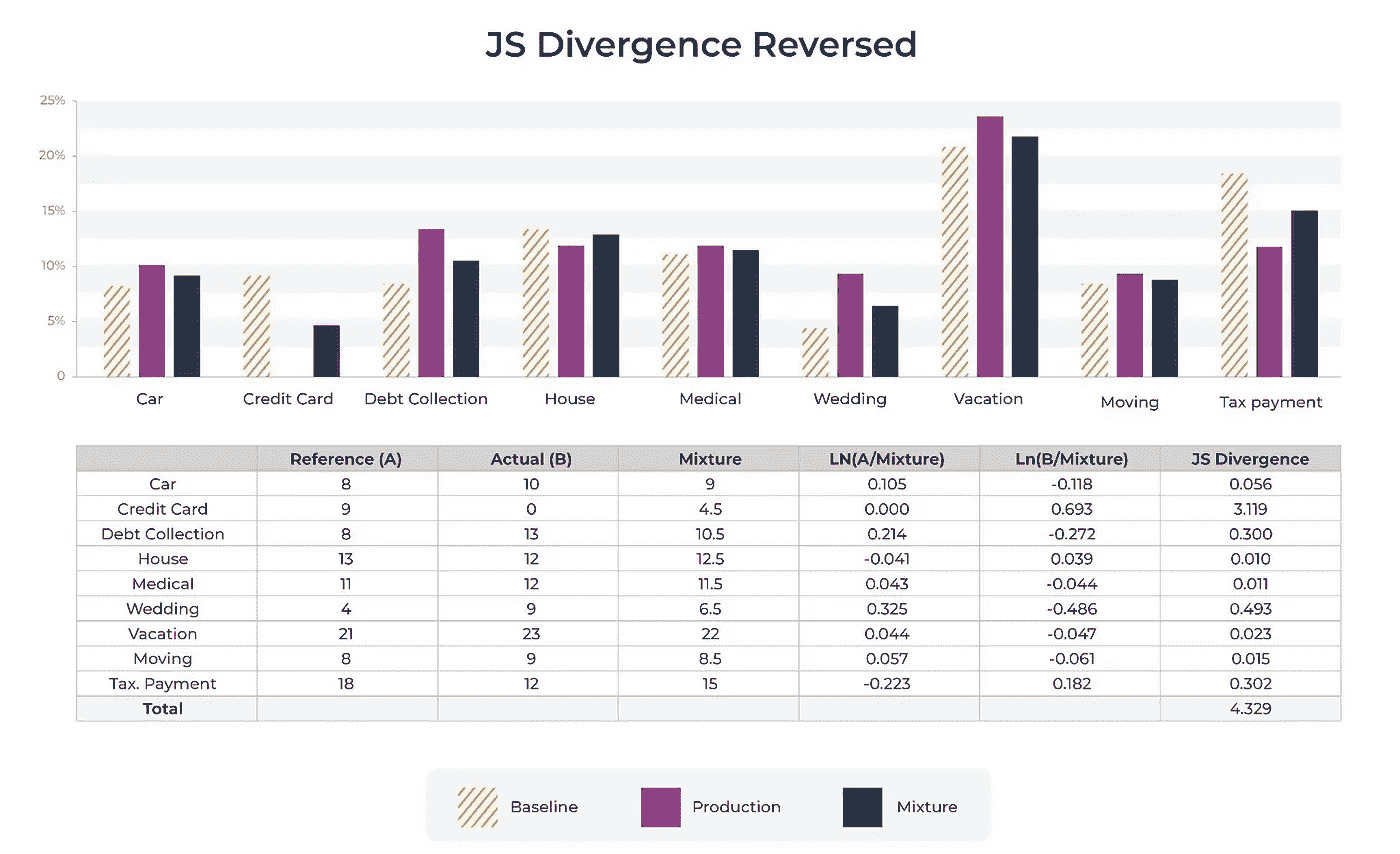 JS Divergence Reversed
25%
20%
15%
10%
5%
0
Car Credit Card Debt Collection House Medical Wedding Vacation Moving Tax payment
Reference (A) Actual (B) Mixture LN(A/Mixture) Ln(B/Mixture) JS Divergence
Car 8 10 9 0.105 -0.118 0.056
Credit Card 9 0 4.5 0.000 0.693 3.119
Debt Collection 8 13 10.5 0.214 -0.272 0.300
House 13 12 12.5 -0.041 0.039 0.010
Medical 11 12 11.5 0.043 -0.044 0.011
Wedding 4 9 6.5 0.325 -0.486 0.493
Vacation 21 23 22 0.044 -0.047 0.023
Moving 8 9 8.5 0.057 -0.061 0.015
Tax. Payment 18 12 15 -0.223 0.182 0.302
Total 4.329
Baseline Production Mixture